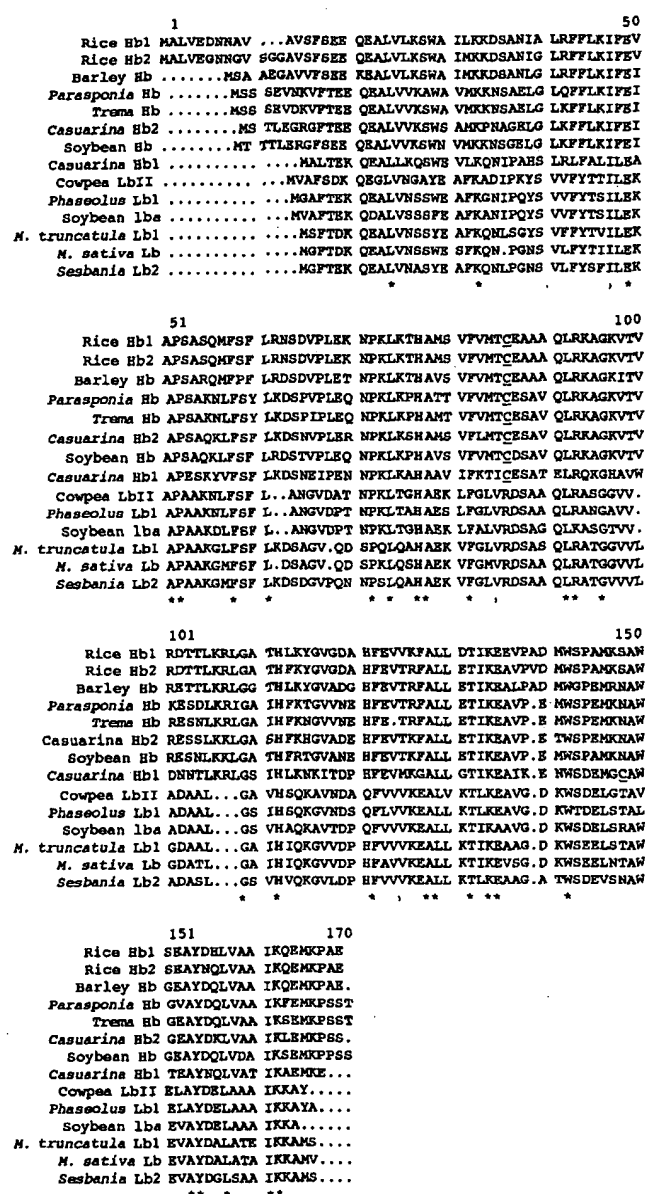 1 50
Rice Hb1 MALVEDNNAV ...AVSFSEE QEALVLKSWA ILKKDSANIA LRFFLKIFEV
Rice Hb2 MALVEGNNGV SGGAVSFSEE QEALVLKSWA IMKKDSANIG LRFFLKIFEV
Barley Hb .......MSA AEGAVVFSEE KEALVLKSWA IMKKDSANLG LRFFLKIFEI
Parasponia Hb .......MSS SEVNKVFTEE QEALVVKAWA VMKKNSAELG LQFFLKIFEI
Trema Hb .......MSS SEVDKVFTEE QEALVVKSWA VMKKNSAELG LKFFLKIFEI
Casuarina Hb2 ........MS TLEGRGFTEE QEALVVKSWS AMKPNAGELG LKFFLKIFEI
Soybean Hb ........MT TTLERGFSEE QEALVVKSWN VMKKNSGELG LKFFLKIFEI
Casuarina Hb1 .......... ....MALTEK QEALLKQSWE VLKQNIPAHS LRLFALILEA
Cowpea LbII .......... ...MVAFSDK QEGLVNGAYE AFKADIPKYS VVFYTTILEK
Phaseolus Lb1 .......... ...MGAFTEK QEALVNSSWE AFKGNIPQYS VVFYTSILEK
Soybean lba .......... ...MVAFTEK QDALVSSSFE AFKANIPQYS VVFYTSILEK
M. truncatula Lb1 .......... ....MSFTDK QEALVNSSYE AFKQNLSGYS VFFYTVILEK
M. sativa Lb .......... ....MGFTDK QEALVNSSWE SFKQN.PGNS VLFYTIILEK
Sesbania Lb2 .......... ....MGFTEK QEALVNASYE AFKQNLPGNS VLFYSFILEK
* * , , *
51 100
Rice Hb1 APSASQMFSF LRNSDVPLEK NPKLKTHAMS VFVMTCEAAA QLRKAGKVTV
Rice Hb2 APSASQMFSF LRNSDVPLEK NPKLKTHAMS VFVMTCEAAA QLRKAGKVTV
Barley Hb APSARQMFPF LRDSDVPLET NPKLKTHAVS VFVMTCEAAA QLRKAGKITV
Parasponia Hb APSAKNLFSY LKDSPVPLEQ NPKLKPHATT VFVMTCESAV QLRKAGKVTV
Trema Hb APSAKNLFSY LKDSPIPLEQ NPKLKPHAMT VFVMTCESAV QLRKAGKVTV
Casuarina Hb2 APSAQKLFSF LKDSNVPLER NPKLKSHAMS VFLMTCESAV QLRKAGKVTV
Soybean Hb APSAQKLFSF LRDSTVPLEQ NPKLKPHAVS VFVMTCDSAV QLRKAGKVTV
Casuarina Hb1 APESKYVFSF LKDSNEIPEN NPKLKAHAAV IFKTICESAT ELRQKGHAVW
Cowpea LbII APAAKNLFSF L..ANGVDAT NPKLTGHAEK LFGLVRDSAA QLRASGGVV.
Phaseolus Lb1 APAAKNLFSF L..ANGVDPT NPKLTAHAES LFGLVRDSAA QLRANGAVV.
Soybean lba APAAKDLFSF L..ANGVDPT NPKLTGHAEK LFALVRDSAG QLKASGTVV.
M. truncatula Lb1 APAAKGLFSF LKDSAGV.QD SPQLQAHAEK VFGLVRDSAA QLRATGGVVL
M. sativa Lb APAAKGMFSF L.DSAGV.QD SPKLQSHAEK VFGMVRDSAA QLRATGGVVL
Sesbania Lb2 APAAKGMFSF LKDSDGVPQN NPSLQAHAEK VFGLVRDSAA QLRATGVVVL
** * * * * ** * , ** *
101 150
Rice Hb1 RDTTLKRLGA THLKYGVGDA HFEVVKFALL DTIKEEVPAD MWSPAMKSAW
Rice Hb2 RDTTLKRLGA THFKYGVGDA HFEVTRFALL ETIKEAVPVD MWSPAMKSAW
Barley Hb RETTLKRLGG THLKYGVADG HFEVTRFALL ETIKEALPAD MWGPEMRNAW
Parasponia Hb KESDLKRIGA IHFKTGVVNE HFEVTRFALL ETIKEAVP.E MWSPEMKNAW
Trema Hb RESNLKRLGA IHFKNGVVNE HFE.TRFALL ETIKEAVP.E MWSPEMKNAW
Casuarina Hb2 RESSLKKLGA SHFKHGVADE HFEVTKFALL ETIKEAVP.E TWSPEMKNAW
Soybean Hb RESNLKKLGA THFRTGVANE HFEVTKFALL ETIKEAVP.E MWSPAMKNAW
Casuarina Hb1 DNNTLKRLGS IHLKNKITDP HFEVMKGALL GTIKEAIK.E NWSDEMGCAW
Cowpea LbII ADAAL...GA VHSQKAVNDA QFVVVKEALV KTLKEAVG.D KWSDELGTAV
Phaseolus Lb1 ADAAL...GS IHSQKGVNDS QFLVVKEALL KTLKEAVG.D KWTDELSTAL
Soybean lba ADAAL...GS VHAQKAVTDP QFVVVKEALL KTIKAAVG.D KWSDELSRAW
M. truncatula Lb1 GDAAL...GA IHIQKGVVDP HFVVVKEALL KTIKEAAG.D KWSEELSTAW
M. sativa Lb GDATL...GA IHIQKGVVDP HFAVVKEALL KTIKEVSG.D KWSEELNTAW
Sesbania Lb2 ADASL...GS VHVQKGVLDP HFVVVKEALL KTLKEAAG.A TWSDEVSNAW
* * * , ** * ** *
151 170
Rice Hb1 SEAYDHLVAA IKQEMKPAE
Rice Hb2 SEAYNQLVAA IKQEMKPAE
Barley Hb GEAYDQLVAA IKQEMKPAE.
Parasponia Hb GVAYDQLVAA IKFEMKPSST
Trema Hb GEAYDQLVAA IKSEMKPSST
Casuarina Hb2 GEAYDKLVAA IKLEMKPSS.
Soybean Hb GEAYDQLVDA IKSEMKPPSS
Casuarina Hb1 TEAYNQLVAT IKAEMKE...
Cowpea LbII ELAYDELAAA IKKAY.....
Phaseolus Lb1 ELAYDELAAA IKKAYA....
Soybean lba EVAYDELAAA IKKA......
M. truncatula Lb1 EVAYDALATE IKKAMS....
M. sativa Lb EVAYDALATA IKKAMV....
Sesbania Lb2 EVAYDGLSAA IKKAMS....
** * **